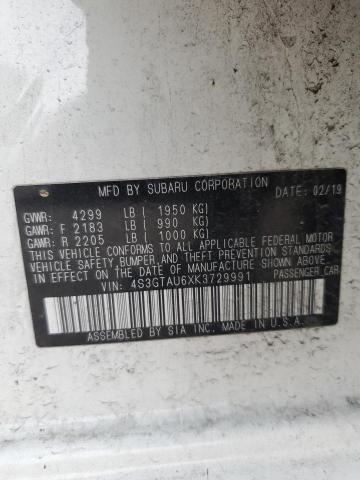 MFD BY SUBARU CORPORATION DATE: 02/19
GVWR: 4299 LB ( 1950 KG)
GAWR: F 2183 LB ( 990 KG)
GAWR: R 2205 LB ( 1000 KG)
THIS VEHICLE CONFORMS TO ALL APPLICABLE FEDERAL MOTOR
VEHICLE SAFETY, BUMPER, AND THEFT PREVENTION STANDARDS
IN EFFECT ON THE DATE OF MANUFACTURE SHOWN ABOVE.
VIN: 4S3GTAU6XK3729991 PASSENGER CAR
ASSEMBLED BY SIA INC. MADE IN U.S.A.